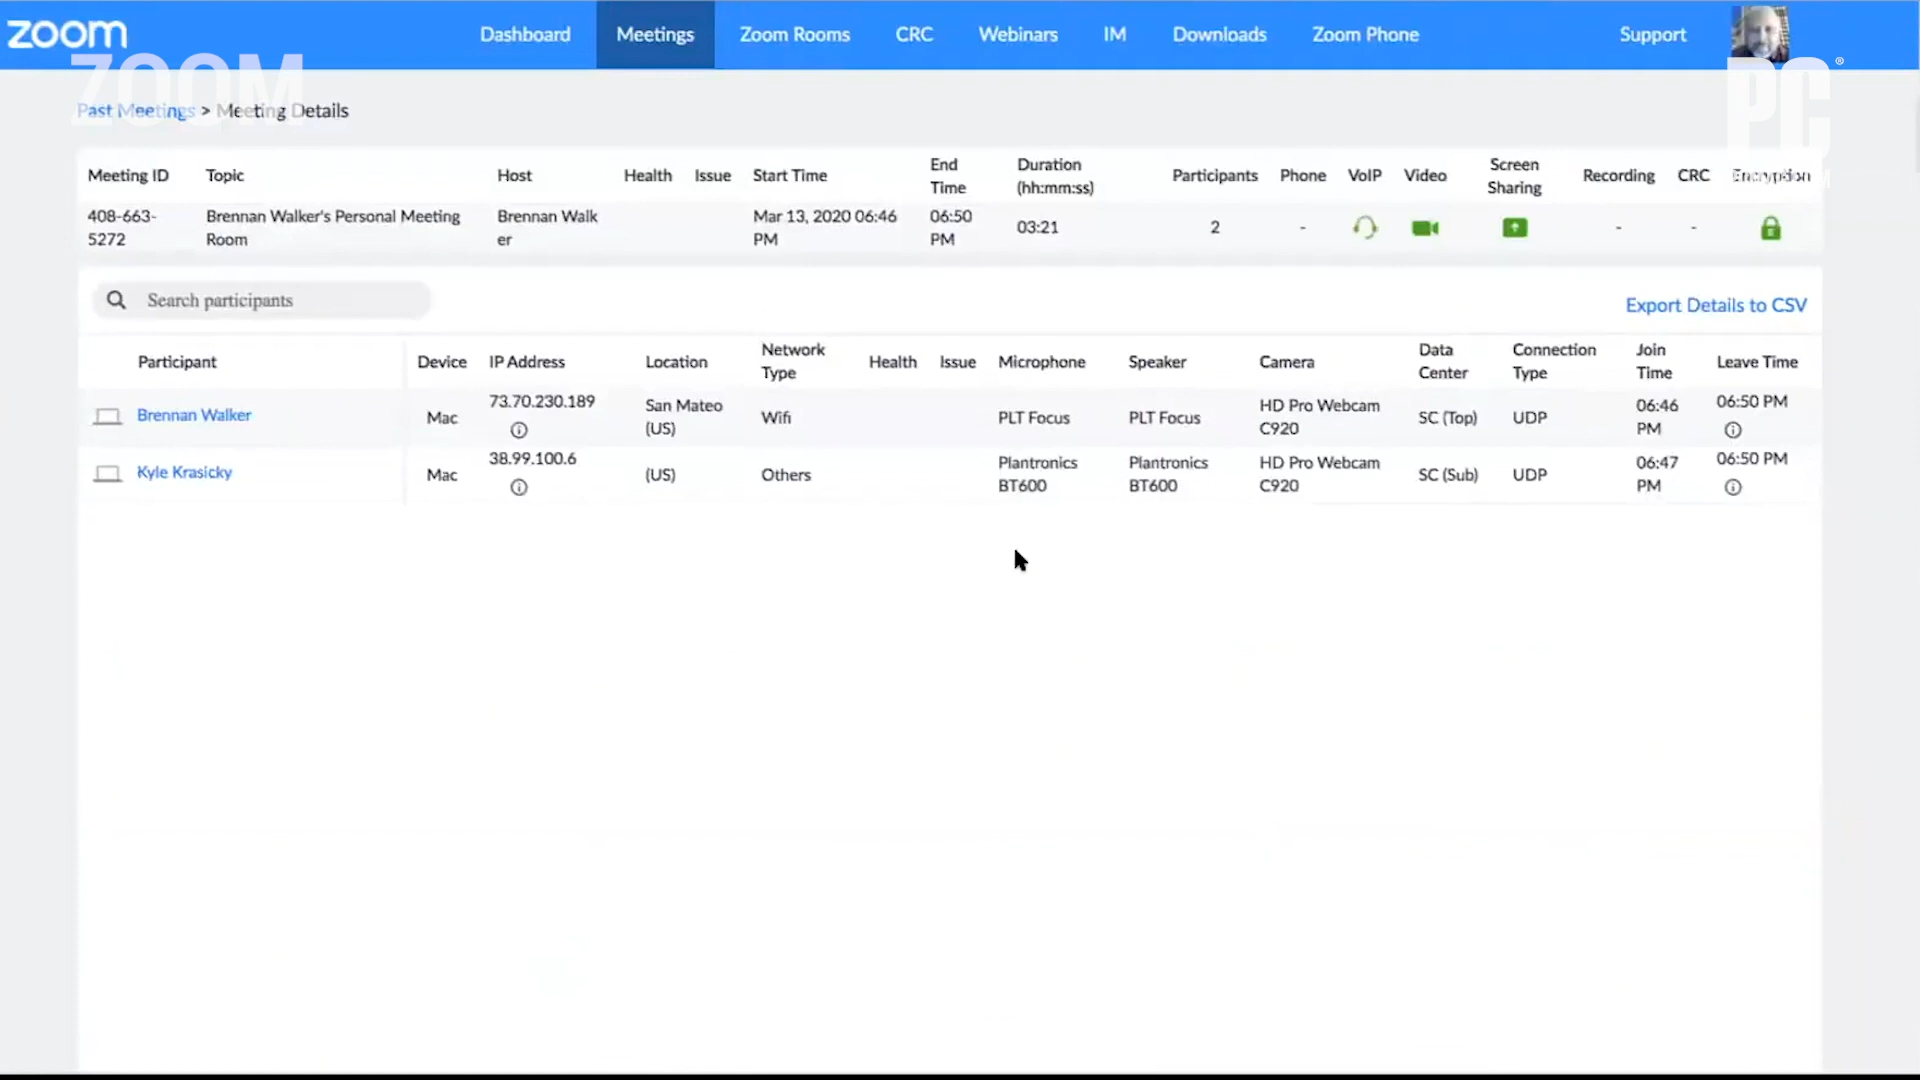 zoom
Dashboard
Meetings
Zoom Rooms
CRC
Webinars
IM
Downloads
Zoom Phone
Support
ZOOM
PC®
Past Meetings > Meeting Details
Meeting ID
Topic
Host
Health
Issue
Start Time
End
Time
Duration
(hh:mm:ss)
Participants
Phone
VoIP
Video
Screen
Sharing
Recording
CRC
Encryption
408-663-
5272
Brennan Walker's Personal Meeting
Room
Brennan Walk
er
Mar 13, 2020 06:46
PM
06:50
PM
03:21
2
-
-
-
Search participants
Export Details to CSV
Participant
Device
IP Address
Location
Network
Type
Health
Issue
Microphone
Speaker
Camera
Data
Center
Connection
Type
Join
Time
Leave Time
Brennan Walker
Mac
73.70.230.189
San Mateo
(US)
Wifi
PLT Focus
PLT Focus
HD Pro Webcam
C920
SC (Top)
UDP
06:46
PM
06:50 PM
Kyle Krasicky
Mac
38.99.100.6
(US)
Others
Plantronics
BT600
Plantronics
BT600
HD Pro Webcam
C920
SC (Sub)
UDP
06:47
PM
06:50 PM